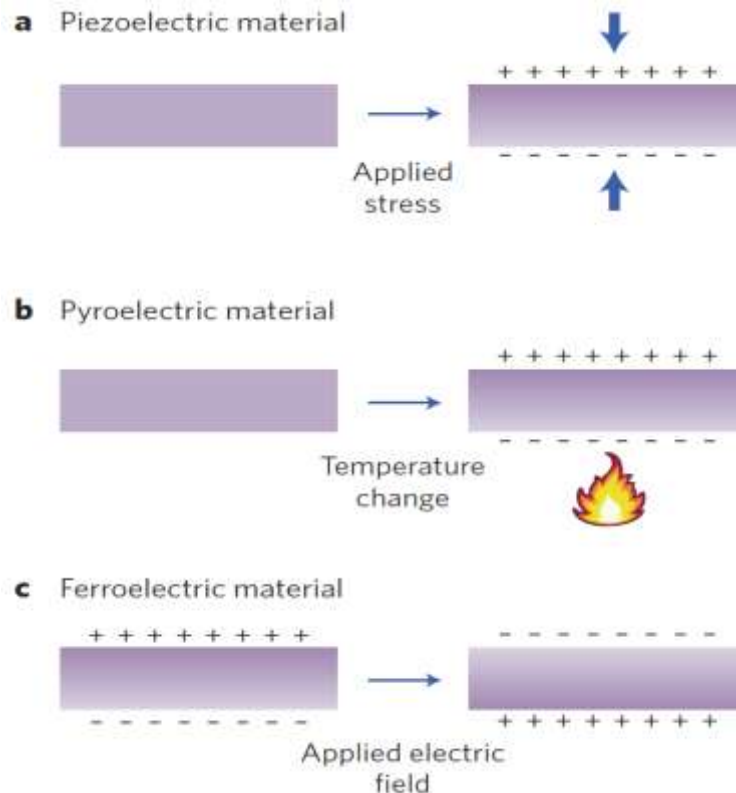 a Piezoelectric material
+ + + + + + + +
- - - - - - - -
Applied
stress
b Pyroelectric material
+ + + + + + + +
- - - - - - - -
Temperature
change
c Ferroelectric material
+ + + + + + + +
- - - - - - - -
- - - - - - - -
+ + + + + + + +
Applied electric
field